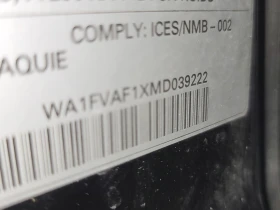 COMPLY: ICES/NMB-002
AQUIE
WA1FVAF1XMD039222